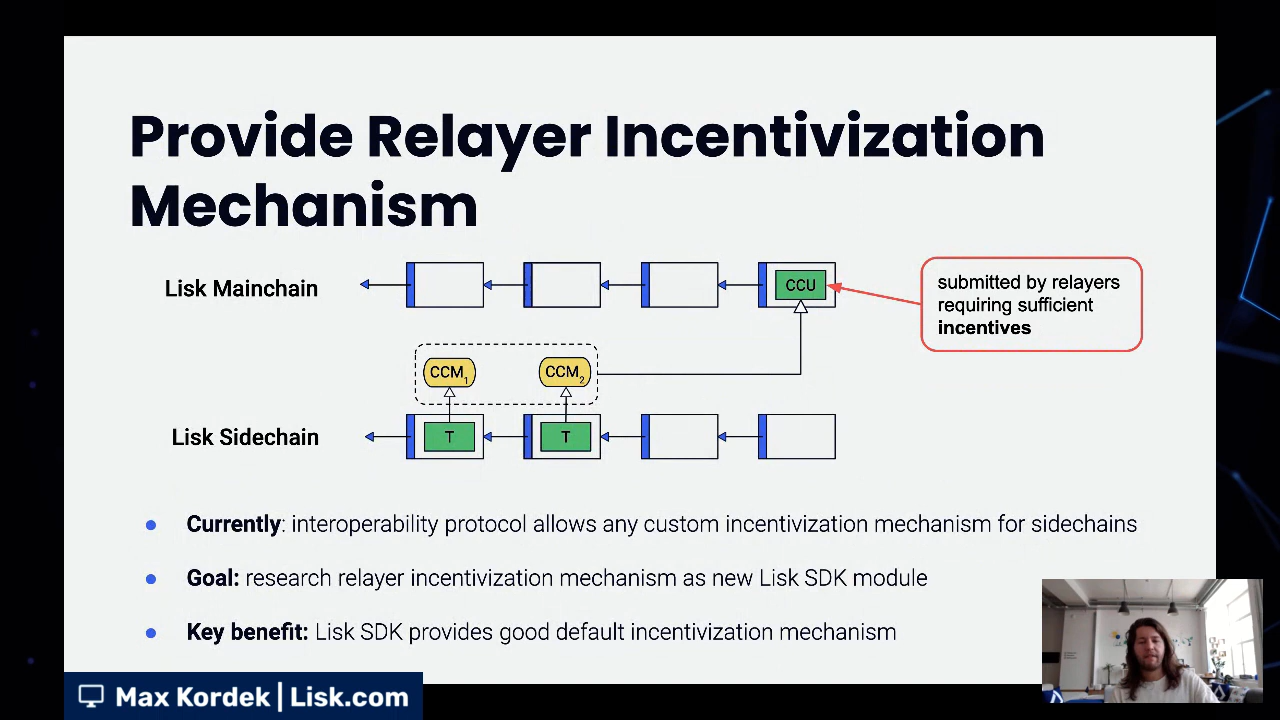 Provide Relayer Incentivization
Mechanism
Lisk Mainchain
CCU
submitted by relayers
requiring sufficient
incentives
CCM1
CCM2
Lisk Sidechain
T
T
Currently: interoperability protocol allows any custom incentivization mechanism for sidechains
Goal: research relayer incentivization mechanism as new Lisk SDK module
Key benefit: Lisk SDK provides good default incentivization mechanism
Max Kordek | Lisk.com